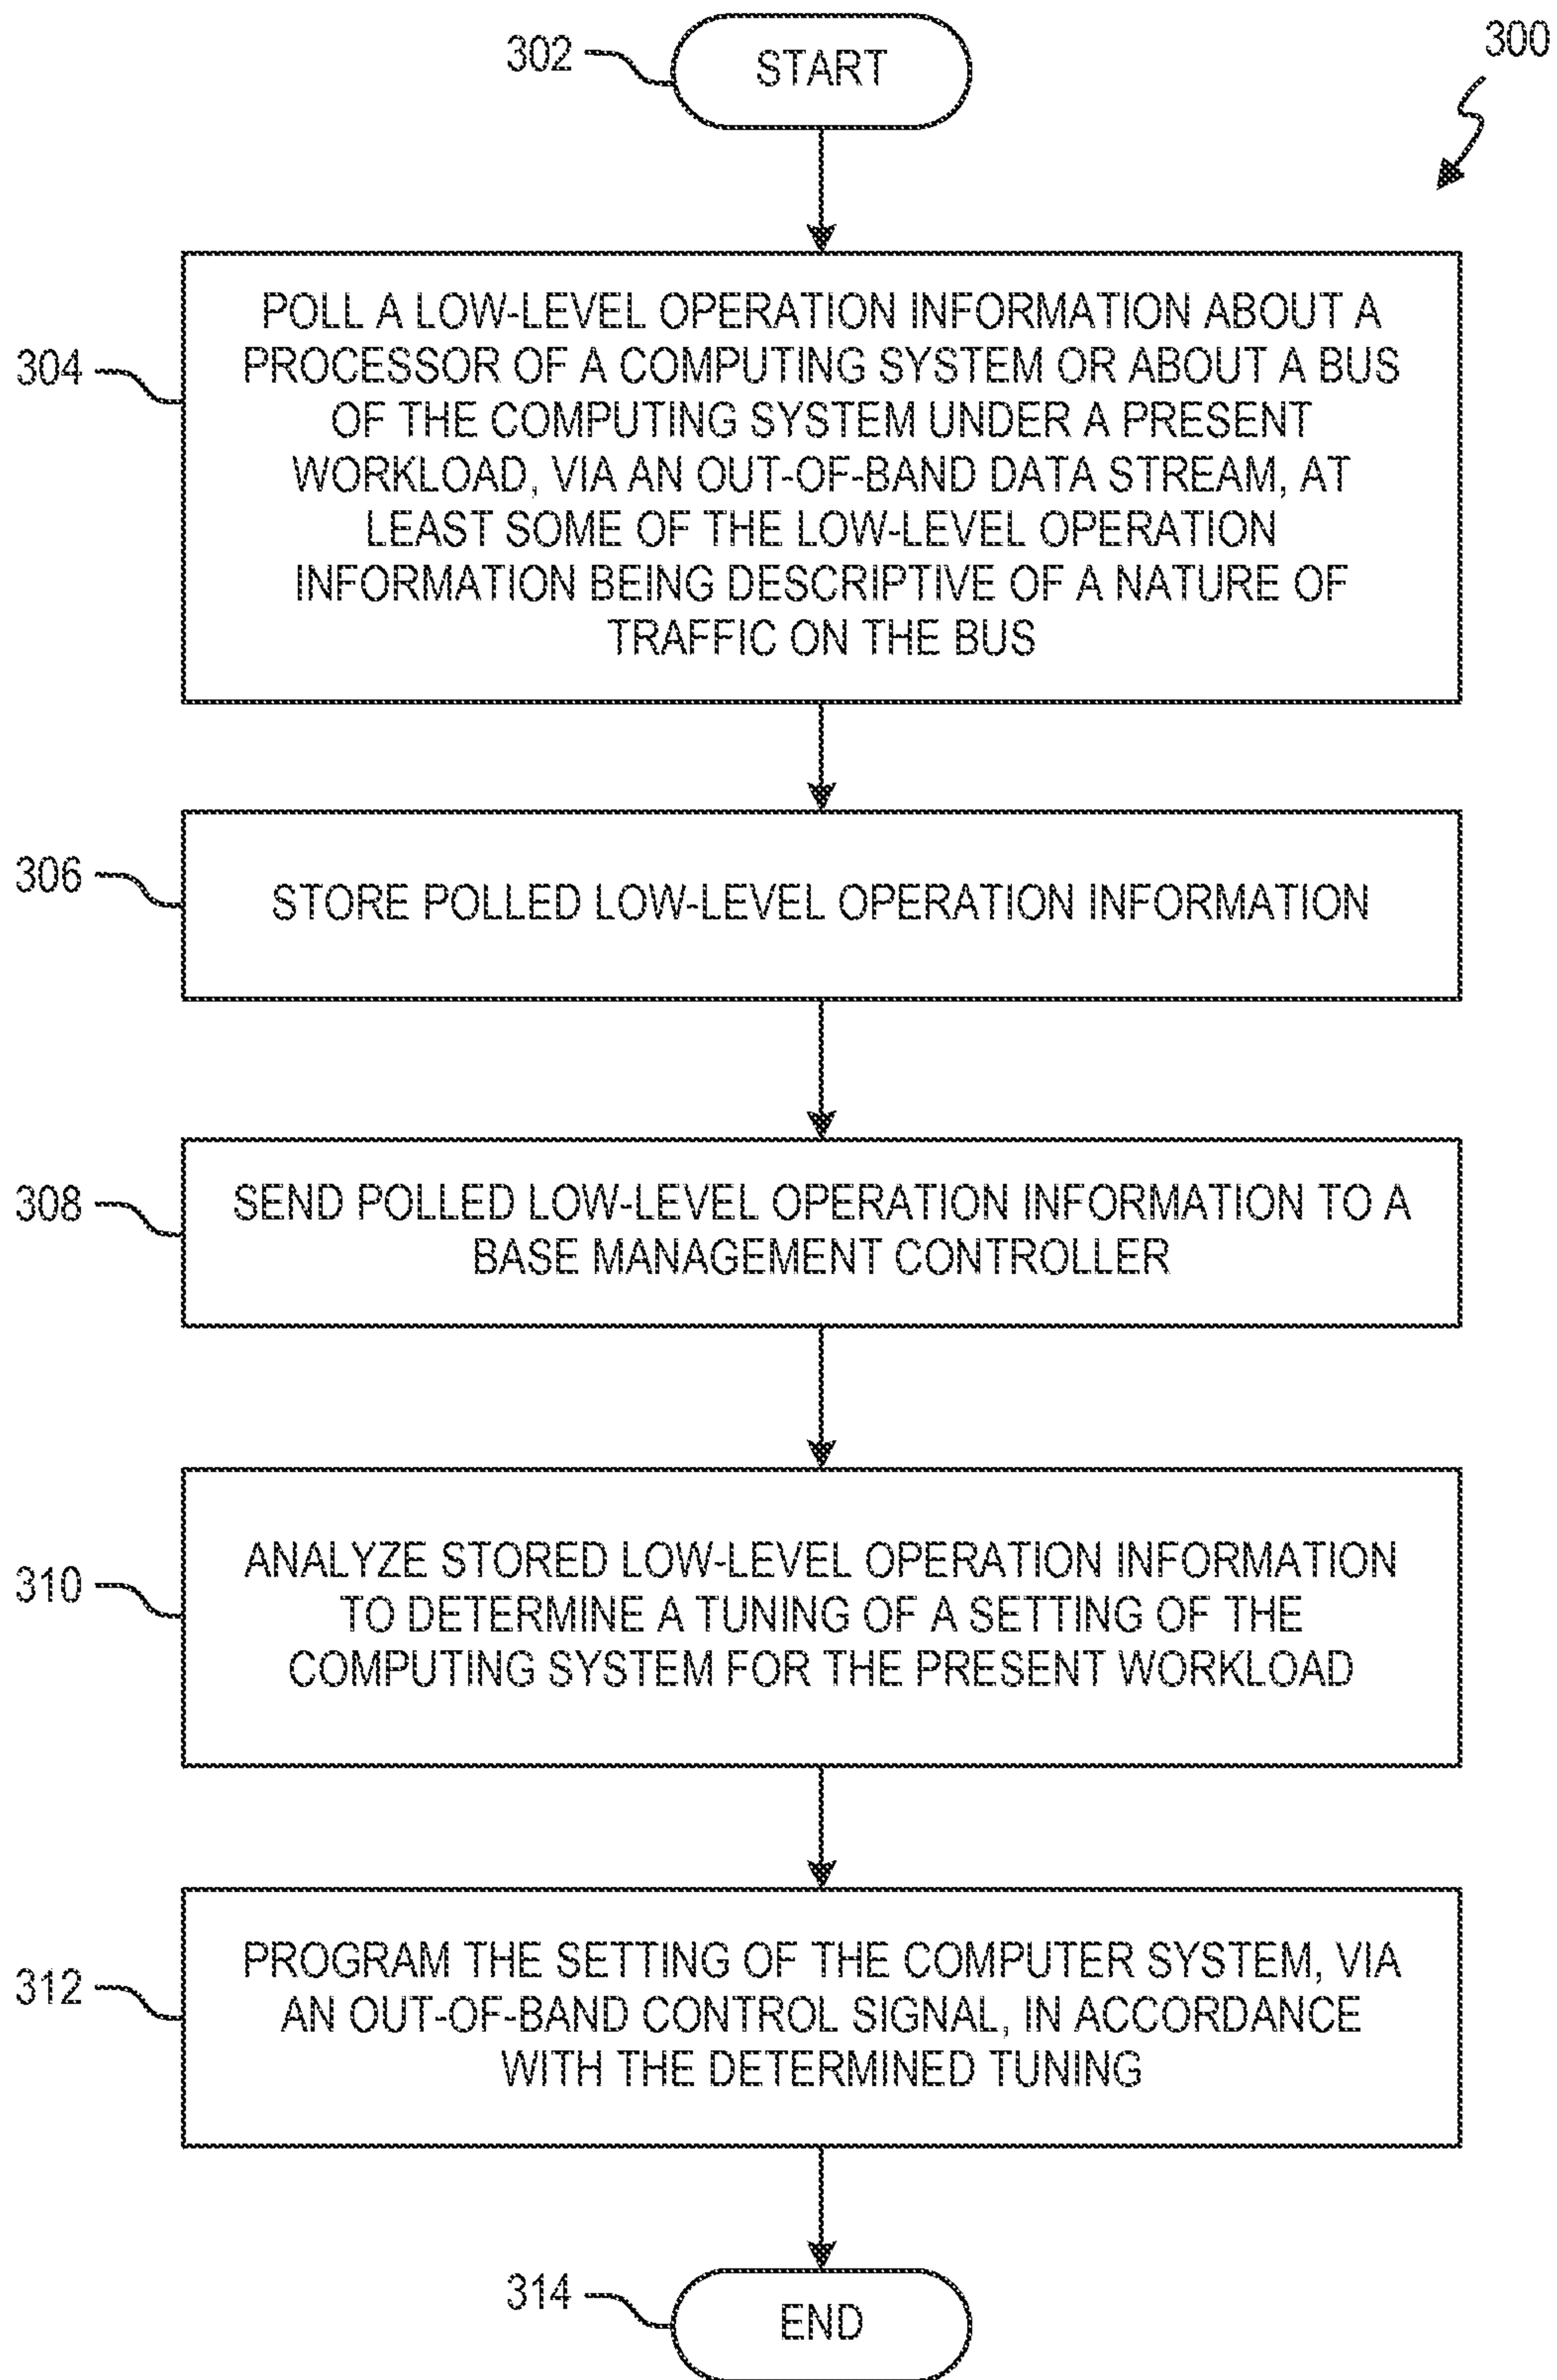 300
302
START
304
POLL A LOW-LEVEL OPERATION INFORMATION ABOUT A
PROCESSOR OF A COMPUTING SYSTEM OR ABOUT A BUS
OF THE COMPUTING SYSTEM UNDER A PRESENT
WORKLOAD, VIA AN OUT-OF-BAND DATA STREAM, AT
LEAST SOME OF THE LOW-LEVEL OPERATION
INFORMATION BEING DESCRIPTIVE OF A NATURE OF
TRAFFIC ON THE BUS
306
STORE POLLED LOW-LEVEL OPERATION INFORMATION
308
SEND POLLED LOW-LEVEL OPERATION INFORMATION TO A
BASE MANAGEMENT CONTROLLER
310
ANALYZE STORED LOW-LEVEL OPERATION INFORMATION
TO DETERMINE A TUNING OF A SETTING OF THE
COMPUTING SYSTEM FOR THE PRESENT WORKLOAD
312
PROGRAM THE SETTING OF THE COMPUTER SYSTEM, VIA
AN OUT-OF-BAND CONTROL SIGNAL, IN ACCORDANCE
WITH THE DETERMINED TUNING
314
END